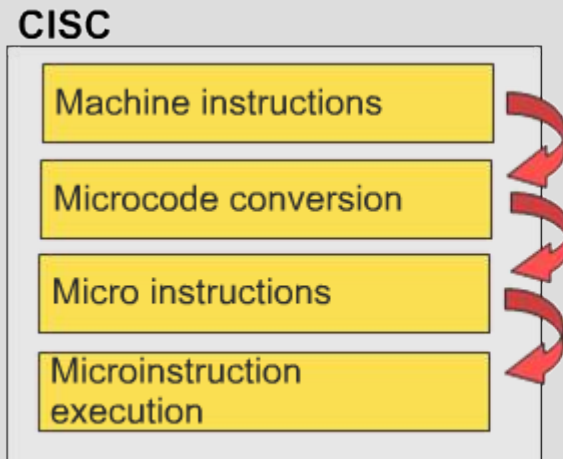 CISC
Machine instructions
Microcode conversion
Micro instructions
Microinstruction
execution